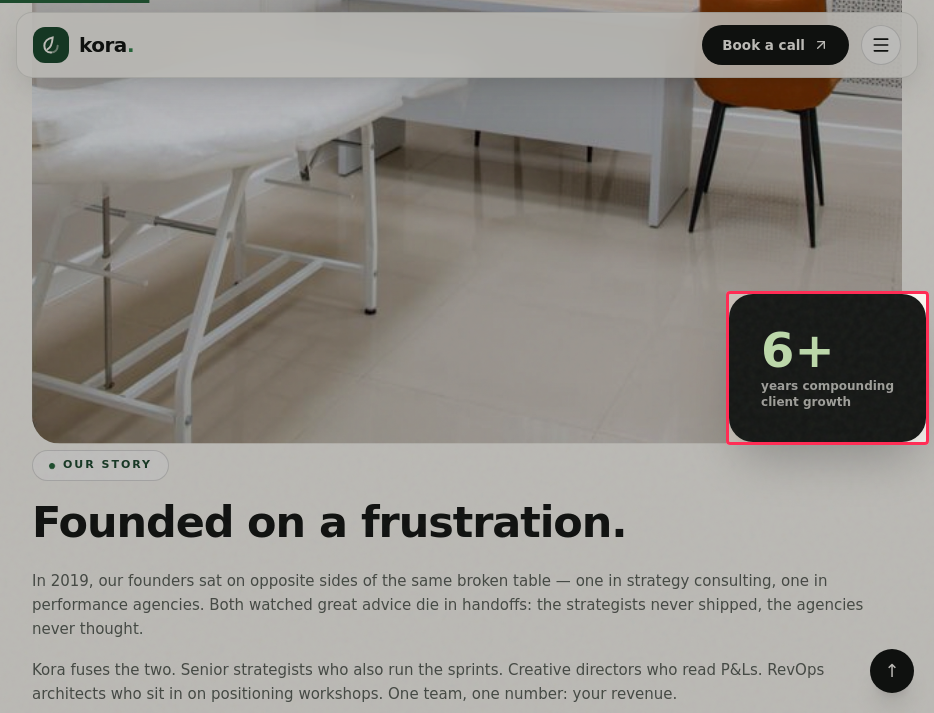 kora.
Book a call
6+
years compounding
client growth
OUR STORY
Founded on a frustration.
In 2019, our founders sat on opposite sides of the same broken table — one in strategy consulting, one in
performance agencies. Both watched great advice die in handoffs: the strategists never shipped, the agencies
never thought.
Kora fuses the two. Senior strategists who also run the sprints. Creative directors who read P&Ls. RevOps
architects who sit in on positioning workshops. One team, one number: your revenue.